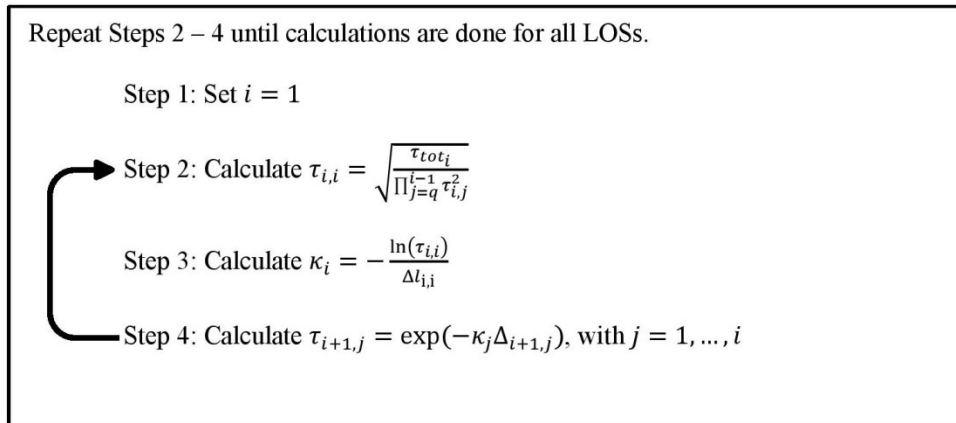 Repeat Steps 2 – 4 until calculations are done for all LOSs.
Step 1: Set 𝑖 = 1
Step 2: Calculate τ_{i,i} = √(τ_{tot_i} / ∏_{j=q}^{i−1} τ_{i,j}^2)
Step 3: Calculate κ_i = − ln(τ_{i,i}) / Δl_{i,i}
Step 4: Calculate τ_{i+1,j} = exp(−κ_jΔ_{i+1,j}), with j = 1, … , i